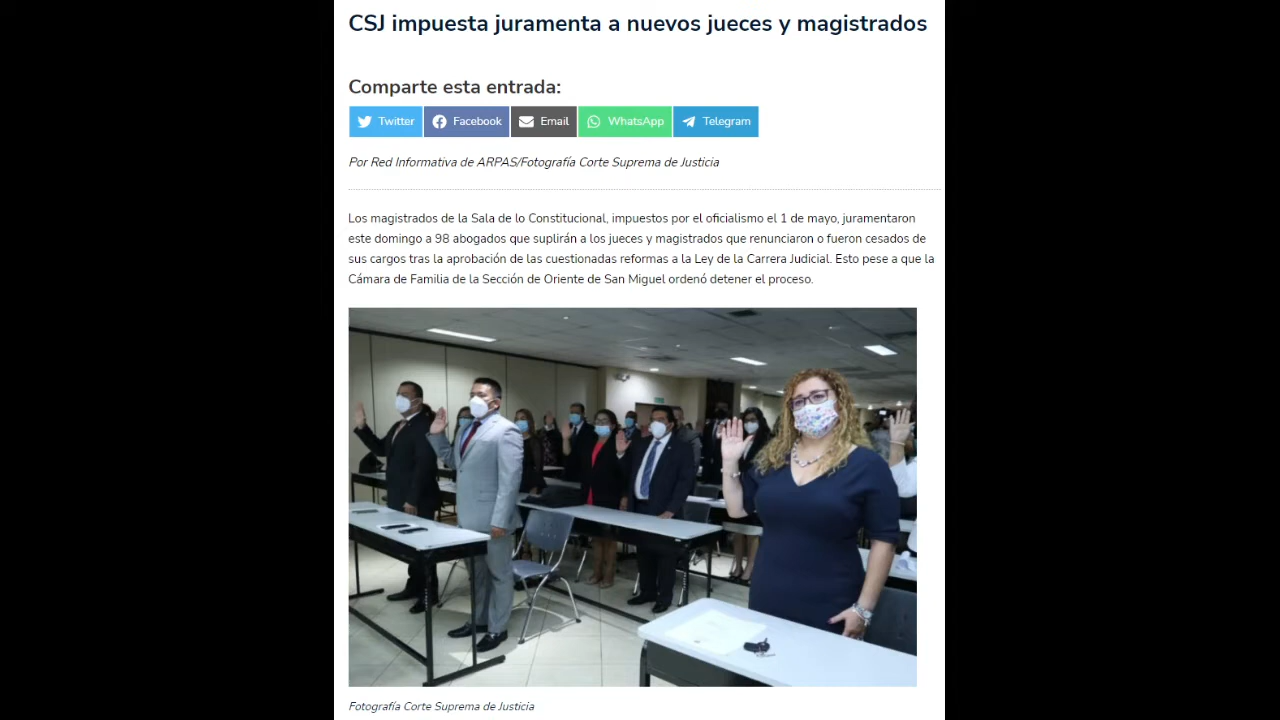 CSJ impuesta juramenta a nuevos jueces y magistrados
Comparte esta entrada:
Twitter Facebook Email WhatsApp Telegram
Por Red Informativa de ARPAS/Fotografía Corte Suprema de Justicia
Los magistrados de la Sala de lo Constitucional, impuestos por el oficialismo el 1 de mayo, juramentaron
este domingo a 98 abogados que suplirán a los jueces y magistrados que renunciaron o fueron cesados de
sus cargos tras la aprobación de las cuestionadas reformas a la Ley de la Carrera Judicial. Esto pese a que la
Cámara de Familia de la Sección de Oriente de San Miguel ordenó detener el proceso.
Fotografía Corte Suprema de Justicia